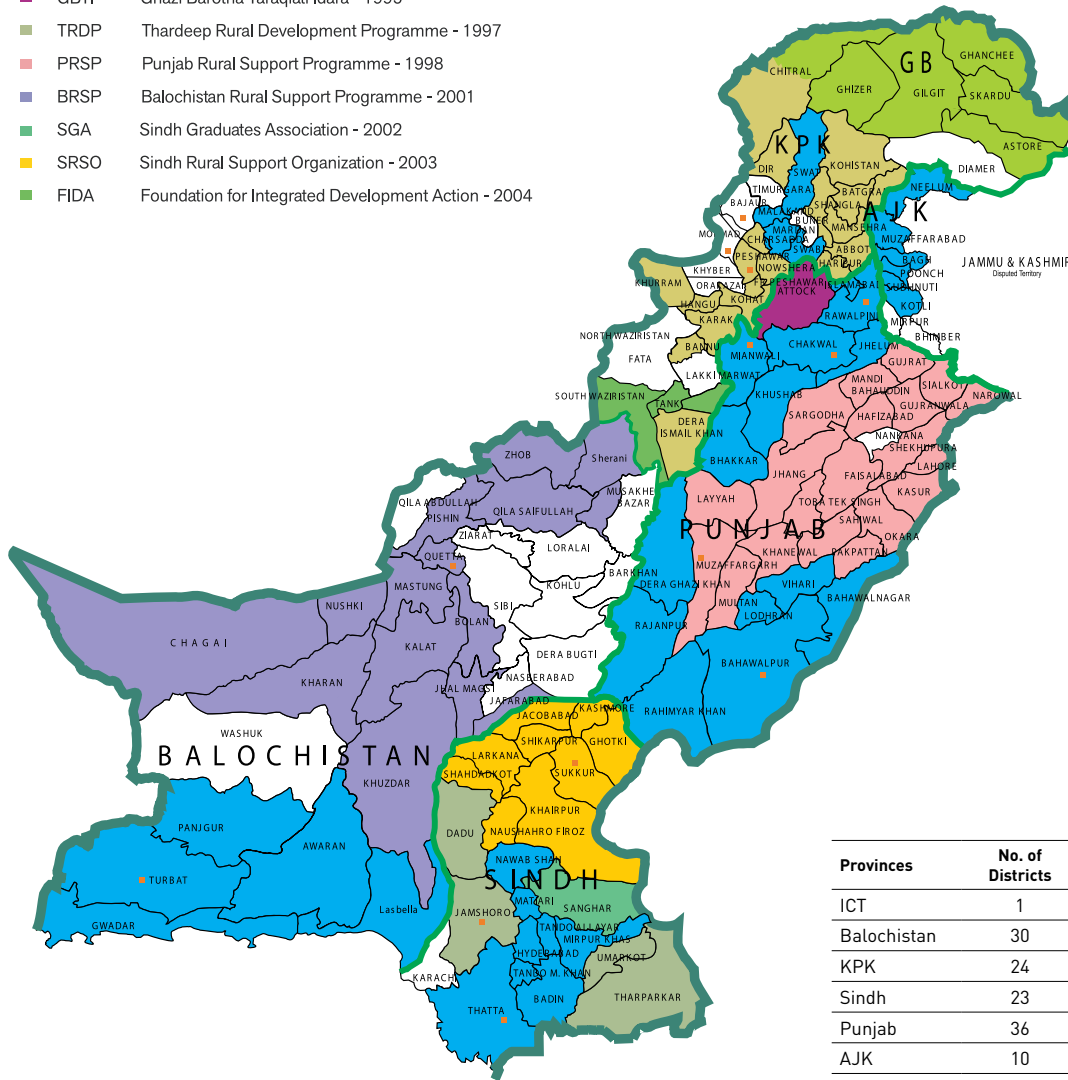 TRDP Thardeep Rural Development Programme - 1997
PRSP Punjab Rural Support Programme - 1998
BRSP Balochistan Rural Support Programme - 2001
SGA Sindh Graduates Association - 2002
SRSO Sindh Rural Support Organization - 2003
FIDA Foundation for Integrated Development Action - 2004
GB
GHANCHEE
CHITRAL
GHIZER
GILGIT
SKARDU
ASTORE
DIAMER
KPK
DIR
SWAT
KOHISTAN
TIMURGARA
BATGRA
NEELUM
BAJAUR
MALAKAND
SHANGLA
BUNER
AJK
MARDAN
MANSEHRA
CHARSADDA
SWABI
ABBOT
MUZAFFARABAD
PESHAWAR
HARIPUR
BAGH
JAMMU & KASHMIR
Disputed Territory
NOWSHERA
POONCH
KHYBER
SUDHNUTI
KHURRAM
ORAKAZAI
PESHAWAR
ISLAMABAD
ATTOCK
HANGU
KOHAT
KOTLI
RAWALPINI
MIRPUR
KARAK
BHINBER
NORTH WAZIRISTAN
BANNU
MIANWALI
CHAKWAL
JHELUM
FATA
GUJRAT
LAKKI MARWAT
MANDI
BAHAUDDIN
SIALKOT
SOUTH WAZIRISTAN
TANK
KHUSHAB
GUJRANWALA
NAROWAL
SARGODHA
HAFIZABAD
DERA
ISMAIL KHAN
NANKANA
SHEKHUPURA
ZHOB
Sherani
BHAKKAR
LAHORE
JHANG
FAISALABAD
MUSAKHE
BAZAR
LAYYAH
KASUR
QILA ABDULLAH
QILA SAIFULLAH
TOBA TEK SINGH
PISHIN
SAHIWAL
PUNJAB
ZIARAT
OKARA
LORALAI
KHANEWAL
PAKPATTAN
QUETTA
MUZAFFARGARH
BARKHAN
DERA GHAZI KHAN
VIHARI
MASTUNG
KOHLU
BAHAWALNAGAR
NUSHKI
SIBI
MULTAN
LODHRAN
BOLAN
RAJANPUR
CHAGAI
KALAT
DERA BUGTI
BAHAWALPUR
NASEERABAD
KHARAN
JHAL MAGSI
JAFARABAD
KASHMORE
RAHIMYAR KHAN
JACOBABAD
WASHUK
SHIKARPUR
GHOTKI
BALOCHISTAN
LARKANA
SHAHDADKOT
SUKKUR
KHUZDAR
KHAIRPUR
PANJGUR
DADU
NAUSHAHRO FIROZ
AWARAN
NAWAB SHAH
TURBAT
SINDH
Lasbella
MATIARI
SANGHAR
JAMSHORO
GWADAR
TANDO ALLAYAR
MIRPUR KHAS
HYDERABAD
UMARKOT
KARACHI
TANDO M. KHAN
BADIN
THARPARKAR
THATTA
Provinces No. of Districts
ICT 1
Balochistan 30
KPK 24
Sindh 23
Punjab 36
AJK 10